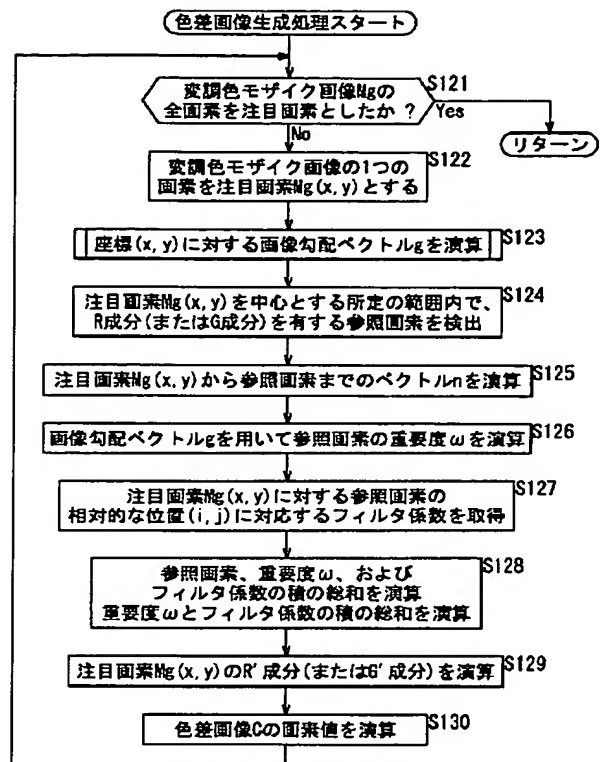 色差画像生成処理スタート
変調色モザイク画像Mgの
全画素を注目画素としたか ?
S121
Yes
No
リターン
変調色モザイク画像の1つの
画素を注目画素Mg(x,y)とする
S122
座標(x,y)に対する画像勾配ベクトルgを演算
S123
注目画素Mg(x,y)を中心とする所定の範囲内で、
R成分(またはG成分)を有する参照画素を検出
S124
注目画素Mg(x,y)から参照画素までのベクトルnを演算
S125
画像勾配ベクトルgを用いて参照画素の重要度ωを演算
S126
注目画素Mg(x,y)に対する参照画素の
相対的な位置(i,j)に対応するフィルタ係数を取得
S127
参照画素、重要度ω、および
フィルタ係数の積の総和を演算
重要度ωとフィルタ係数の積の総和を演算
S128
注目画素Mg(x,y)のR'成分(またはG'成分)を演算
S129
色差画像Cの画素値を演算
S130